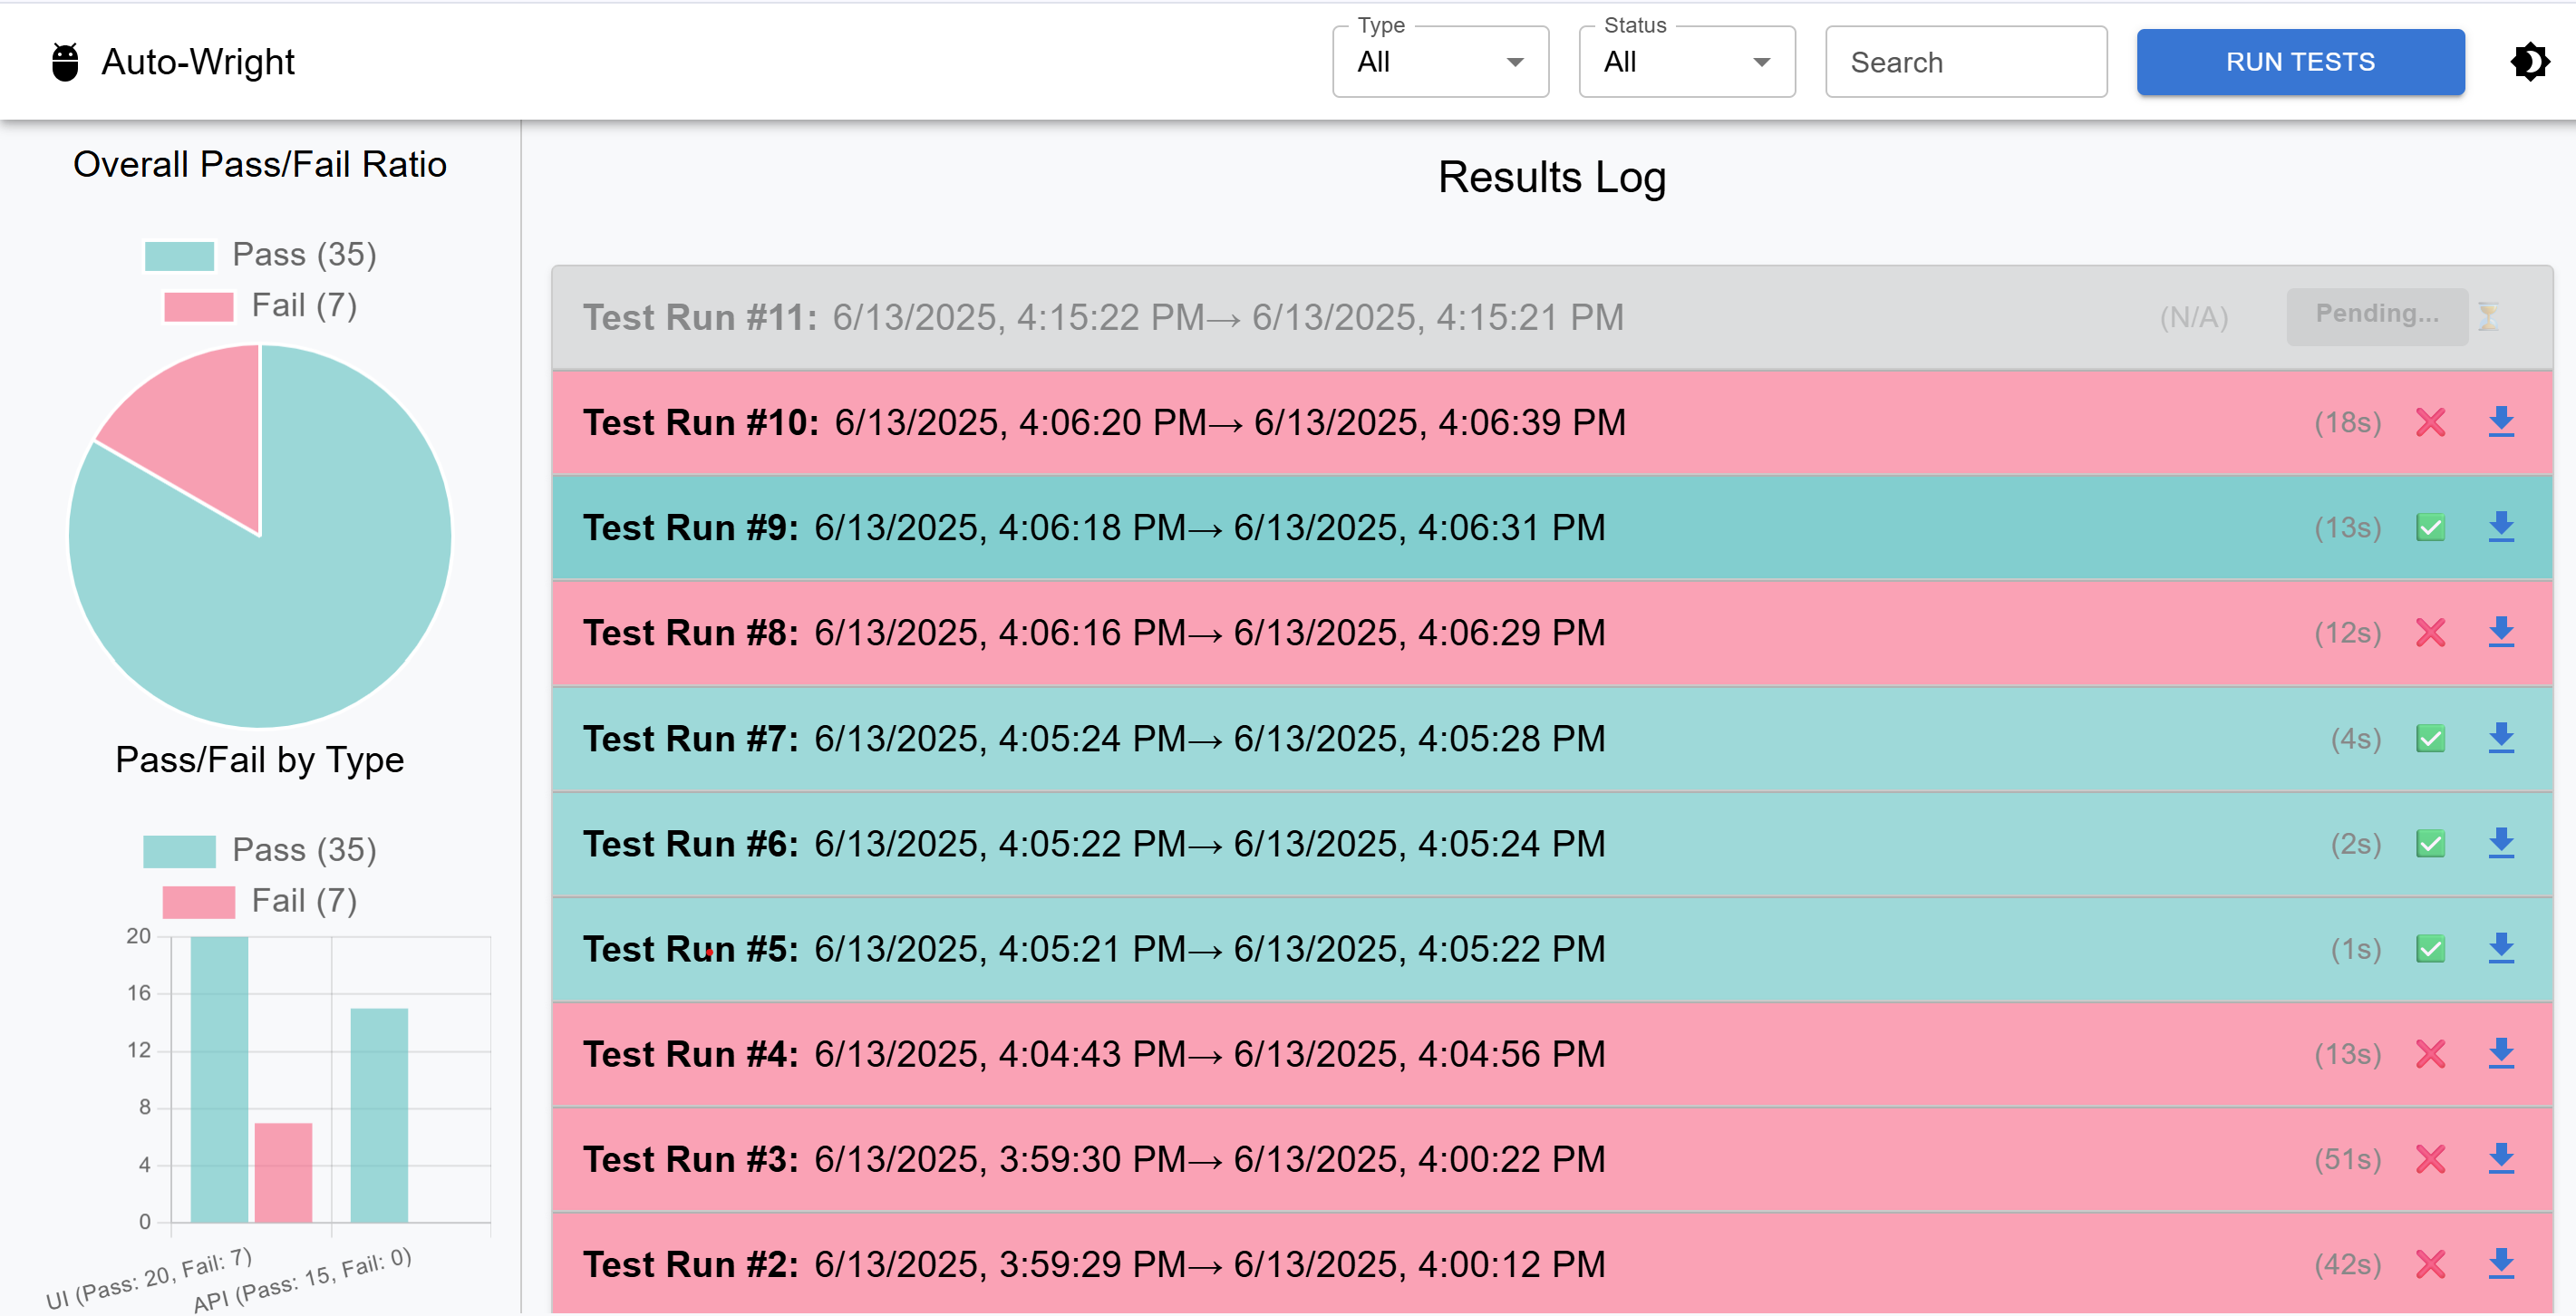 Auto-Wright
Type
All
Status
All
Search
RUN TESTS
Overall Pass/Fail Ratio
Pass (35)
Fail (7)
Pass/Fail by Type
Pass (35)
Fail (7)
20
16
12
8
4
0
UI (Pass: 20, Fail: 7)
API (Pass: 15, Fail: 0)
Results Log
Test Run #11: 6/13/2025, 4:15:22 PM→ 6/13/2025, 4:15:21 PM (N/A) Pending...
Test Run #10: 6/13/2025, 4:06:20 PM→ 6/13/2025, 4:06:39 PM (18s)
Test Run #9: 6/13/2025, 4:06:18 PM→ 6/13/2025, 4:06:31 PM (13s)
Test Run #8: 6/13/2025, 4:06:16 PM→ 6/13/2025, 4:06:29 PM (12s)
Test Run #7: 6/13/2025, 4:05:24 PM→ 6/13/2025, 4:05:28 PM (4s)
Test Run #6: 6/13/2025, 4:05:22 PM→ 6/13/2025, 4:05:24 PM (2s)
Test Run #5: 6/13/2025, 4:05:21 PM→ 6/13/2025, 4:05:22 PM (1s)
Test Run #4: 6/13/2025, 4:04:43 PM→ 6/13/2025, 4:04:56 PM (13s)
Test Run #3: 6/13/2025, 3:59:30 PM→ 6/13/2025, 4:00:22 PM (51s)
Test Run #2: 6/13/2025, 3:59:29 PM→ 6/13/2025, 4:00:12 PM (42s)